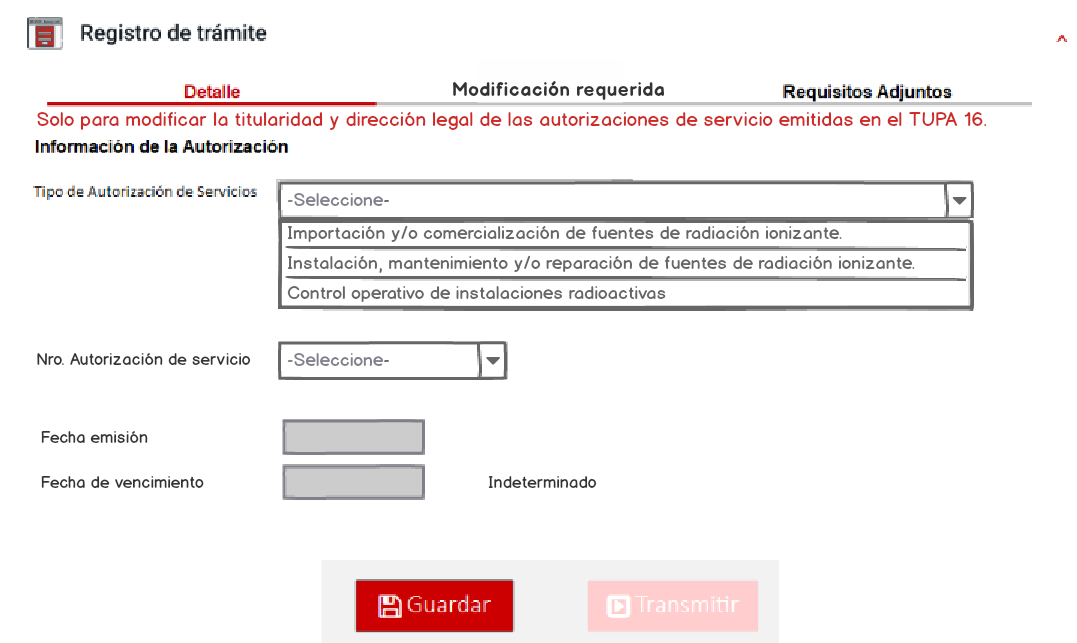 Registro de trámite
Detalle
Modificación requerida
Requisitos Adjuntos
Solo para modificar la titularidad y dirección legal de las autorizaciones de servicio emitidas en el TUPA 16.
Información de la Autorización
Tipo de Autorización de Servicios
-Seleccione-
Importación y/o comercialización de fuentes de radiación ionizante.
Instalación, mantenimiento y/o reparación de fuentes de radiación ionizante.
Control operativo de instalaciones radioactivas
Nro. Autorización de servicio
-Seleccione-
Fecha emisión
Fecha de vencimiento
Indeterminado
Guardar
Transmitir